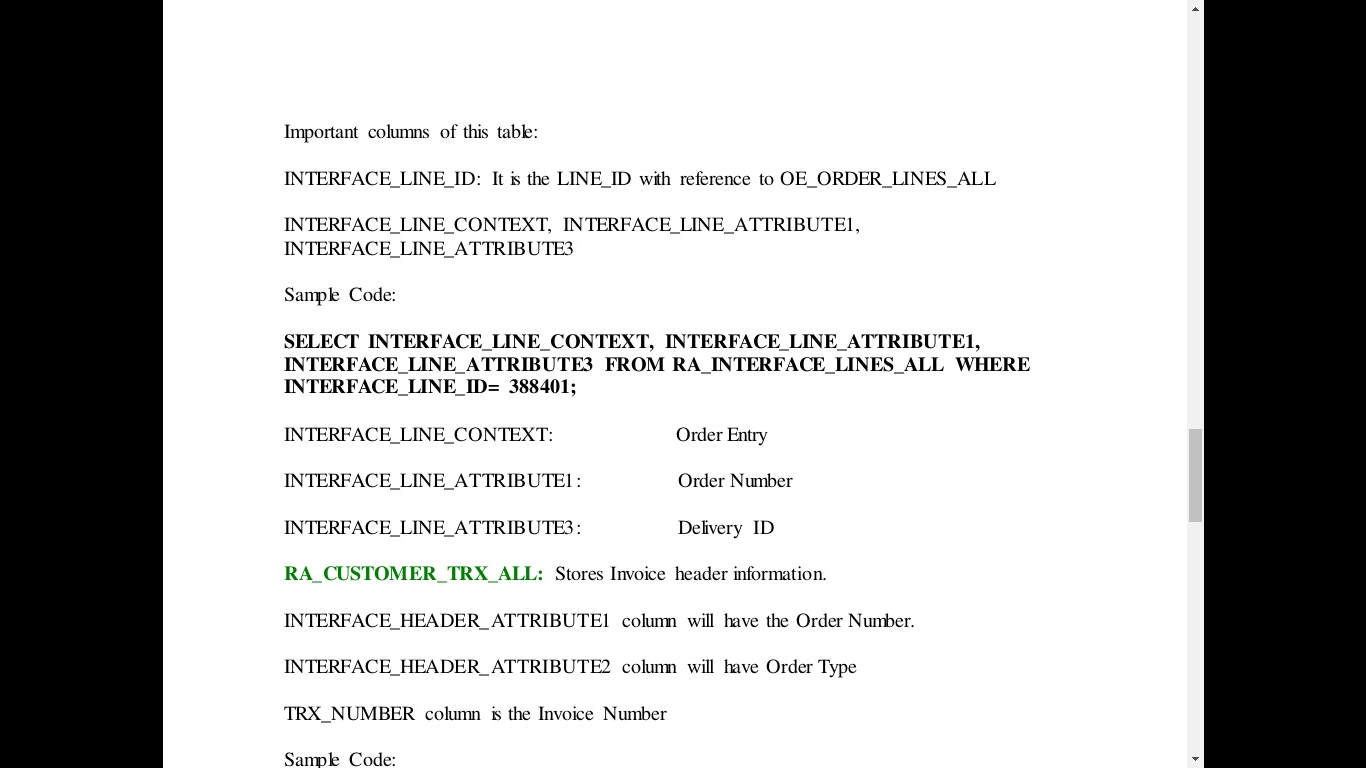 Important columns of this table:
INTERFACE_LINE_ID: It is the LINE_ID with reference to OE_ORDER_LINES_ALL
INTERFACE_LINE_CONTEXT, INTERFACE_LINE_ATTRIBUTE1,
INTERFACE_LINE_ATTRIBUTE3
Sample Code:
SELECT INTERFACE_LINE_CONTEXT, INTERFACE_LINE_ATTRIBUTE1,
INTERFACE_LINE_ATTRIBUTE3 FROM RA_INTERFACE_LINES_ALL WHERE
INTERFACE_LINE_ID= 388401;
INTERFACE_LINE_CONTEXT: Order Entry
INTERFACE_LINE_ATTRIBUTE1: Order Number
INTERFACE_LINE_ATTRIBUTE3: Delivery ID
RA_CUSTOMER_TRX_ALL: Stores Invoice header information.
INTERFACE_HEADER_ATTRIBUTE1 column will have the Order Number.
INTERFACE_HEADER_ATTRIBUTE2 column will have Order Type
TRX_NUMBER column is the Invoice Number
Sample Code: